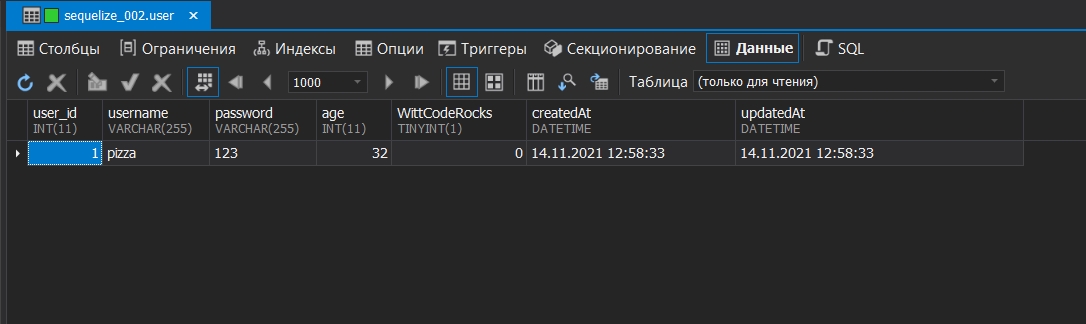 sequelize_002.user
Столбцы Ограничения Индексы Опции Триггеры Секционирование Данные SQL
1000 Таблица (только для чтения)
user_id username password age WittCodeRocks createdAt updatedAt
INT(11) VARCHAR(255) VARCHAR(255) INT(11) TINYINT(1) DATETIME DATETIME
1 pizza 123 32 0 14.11.2021 12:58:33 14.11.2021 12:58:33